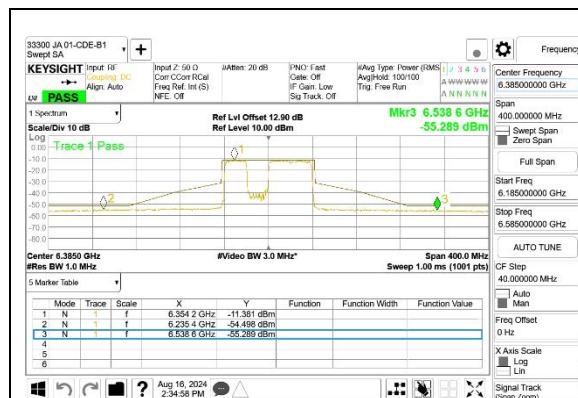 33300 JA 01-CDE-B1
Swept SA
Frequency
KEYSIGHT
Input: RF
Coupling: DC
Align: Auto
Input Z: 50 Ω
Corr CCorr RCal
Freq Ref: Int (S)
NFE: Off
#Atten: 20 dB
PNO: Fast
Gate: Off
IF Gain: Low
Sig Track: Off
#Avg Type: Power (RMS
Avg|Hold: 100/100
Trig: Free Run
1 2 3 4 5 6
A W W W W W
A N N N N N
LXI PASS
1 Spectrum
Scale/Div 10 dB
Ref Lvl Offset 12.90 dB
Ref Level 10.00 dBm
Mkr3 6.538 6 GHz
-55.289 dBm
Log
Trace 1 Pass
0.00
-10.0
-20.0
-30.0
-40.0
-50.0
-60.0
-70.0
-80.0
1
2
3
Center 6.3850 GHz
#Res BW 1.0 MHz
#Video BW 3.0 MHz*
Span 400.0 MHz
Sweep 1.00 ms (1001 pts)
5 Marker Table
Mode Trace Scale X Y Function Function Width Function Value
1 N 1 f 6.354 2 GHz -11.381 dBm
2 N 1 f 6.235 4 GHz -54.498 dBm
3 N 1 f 6.538 6 GHz -55.289 dBm
4
5
6
Aug 16, 2024
2:34:58 PM
Center Frequency
6.385000000 GHz
Span
400.000000 MHz
Swept Span
Zero Span
Full Span
Start Freq
6.185000000 GHz
Stop Freq
6.585000000 GHz
AUTO TUNE
CF Step
40.000000 MHz
Auto
Man
Freq Offset
0 Hz
X Axis Scale
Log
Lin
Signal Track
(Span Zoom)